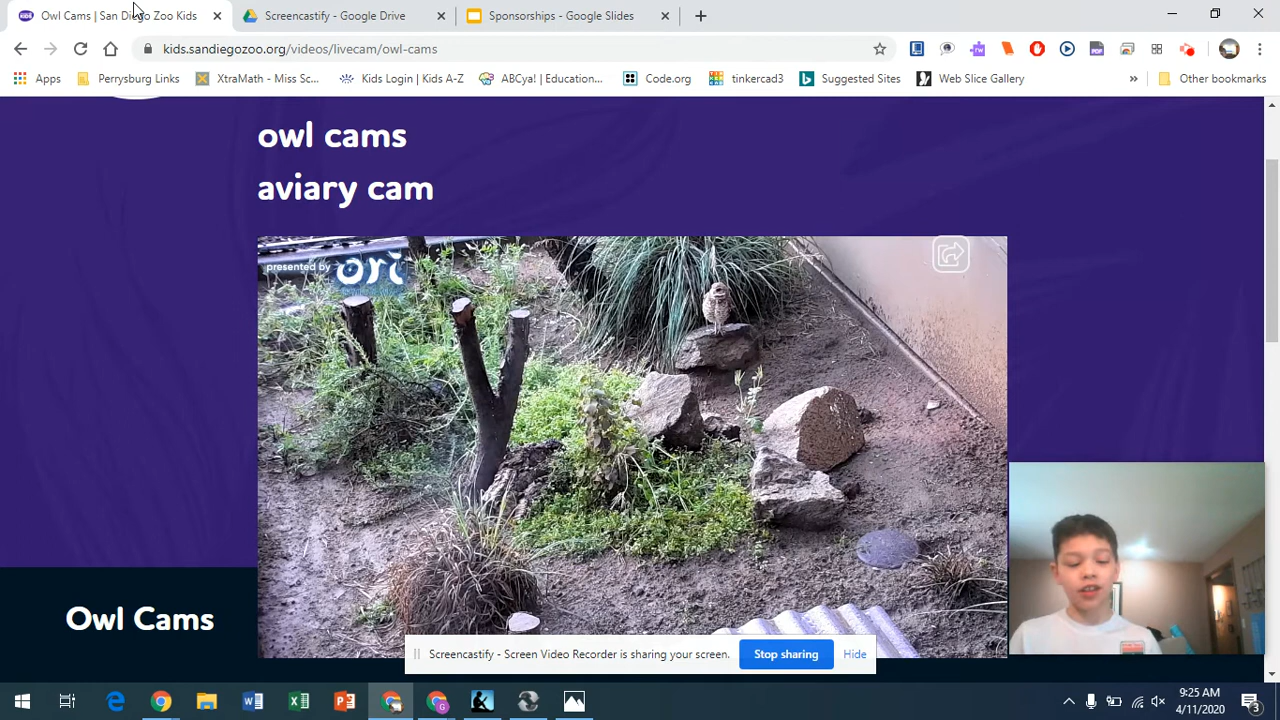 Owl Cams | San Diego Zoo Kids
Screencastify - Google Drive
Sponsorships - Google Slides
kids.sandiegozoo.org/videos/livecam/owl-cams
Apps
Perrysburg Links
XtraMath - Miss Sc...
Kids Login | Kids A-Z
ABCya! | Education...
Code.org
tinkercad3
Suggested Sites
Web Slice Gallery
»
Other bookmarks
owl cams
aviary cam
presented by ori
Owl Cams
Screencastify - Screen Video Recorder is sharing your screen.
Stop sharing
Hide
9:25 AM
4/11/2020
3